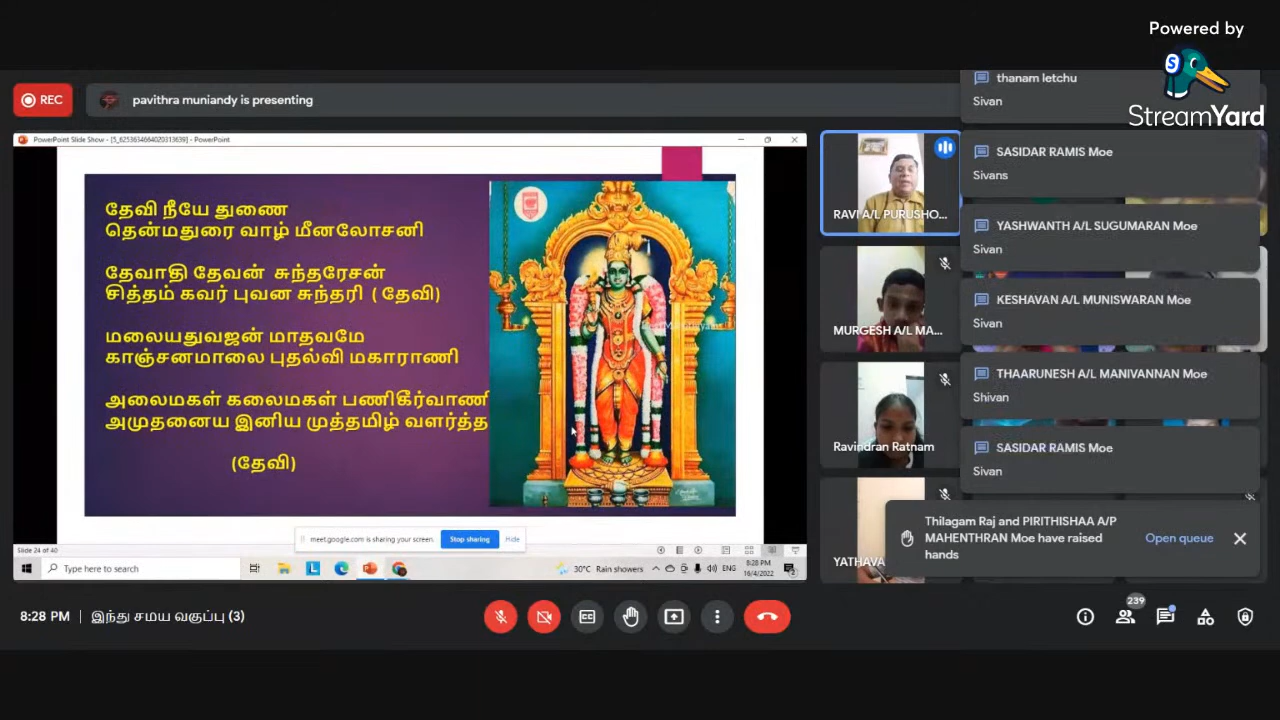 Powered by
StreamYard
REC
pavithra muniandy is presenting
PowerPoint Slide Show - [5_6253634664020313639] - PowerPoint
தேவி நீயே துணை
தென்மதுரை வாழ் மீனலோசனி
தேவாதி தேவன் சுந்தரேசன்
சித்தம் கவர் புவன சுந்தரி ( தேவி)
மலையதுவஜன் மாதவமே
காஞ்சனமாலை புதல்வி மகாராணி
அலைமகள் கலைமகள் பணிகீர்வாணி
அமுதனைய இனிய முத்தமிழ் வளர்த்த
(தேவி)
meet.google.com is sharing your screen.
Stop sharing
Hide
Slide 24 of 40
Type here to search
30°C Rain showers
ENG
8:28 PM
16/4/2022
RAVI A/L PURUSHO...
MURGESH A/L MA...
Ravindran Ratnam
YATHAVA
thanam letchu
Sivan
SASIDAR RAMIS Moe
Sivans
YASHWANTH A/L SUGUMARAN Moe
Sivan
KESHAVAN A/L MUNISWARAN Moe
Sivan
THAARUNESH A/L MANIVANNAN Moe
Shivan
SASIDAR RAMIS Moe
Sivan
Thilagam Raj and PIRITHISHAA A/P
MAHENTHRAN Moe have raised
hands
Open queue
8:28 PM | இந்து சமய வகுப்பு (3)
239